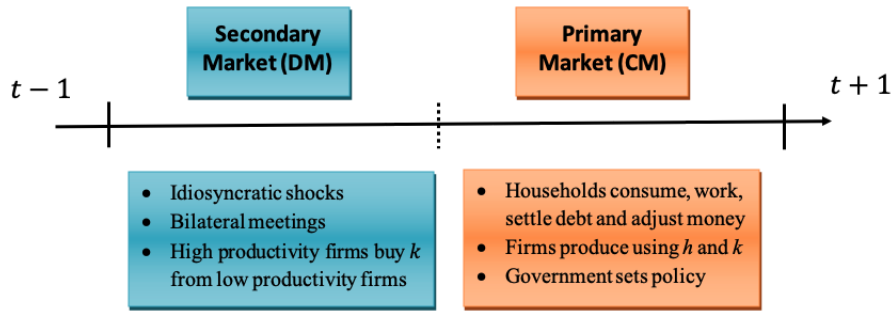 Secondary
Market (DM)
Primary
Market (CM)
t − 1
t + 1
• Idiosyncratic shocks
• Bilateral meetings
• High productivity firms buy k
from low productivity firms
• Households consume, work,
settle debt and adjust money
• Firms produce using h and k
• Government sets policy